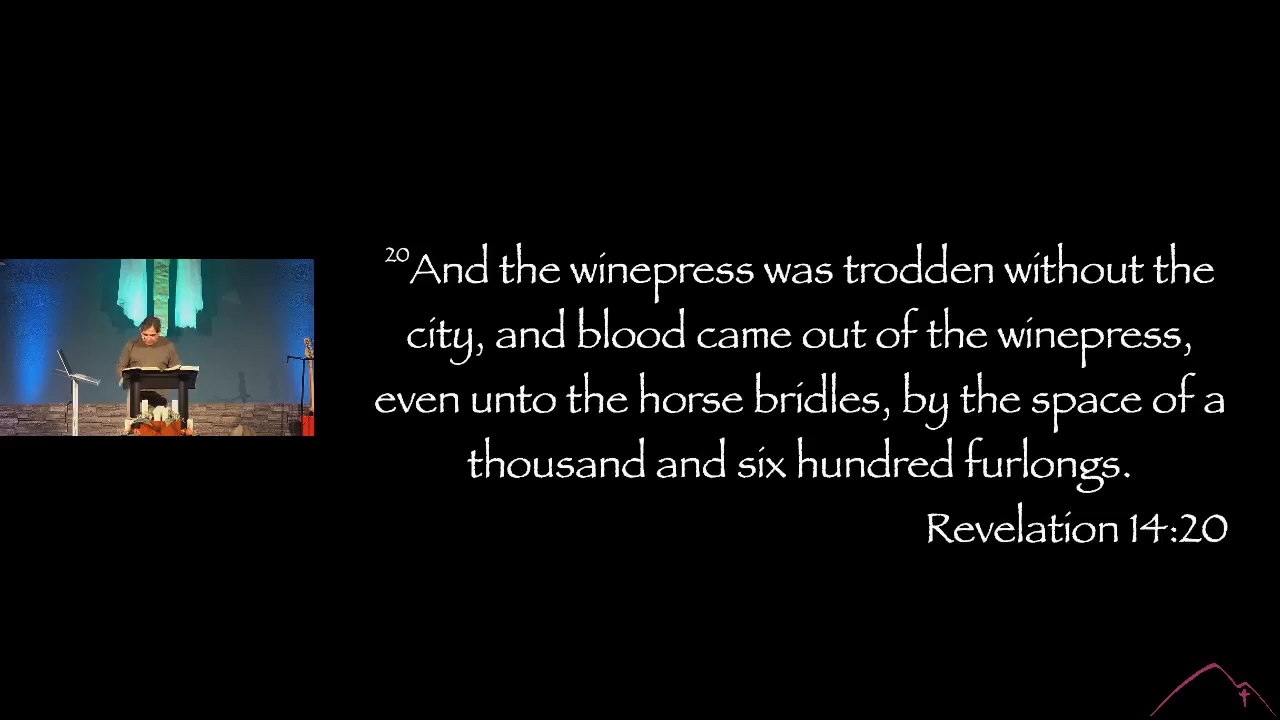 20And the winepress was trodden without the
city, and blood came out of the winepress,
even unto the horse bridles, by the space of a
thousand and six hundred furlongs.
Revelation 14:20